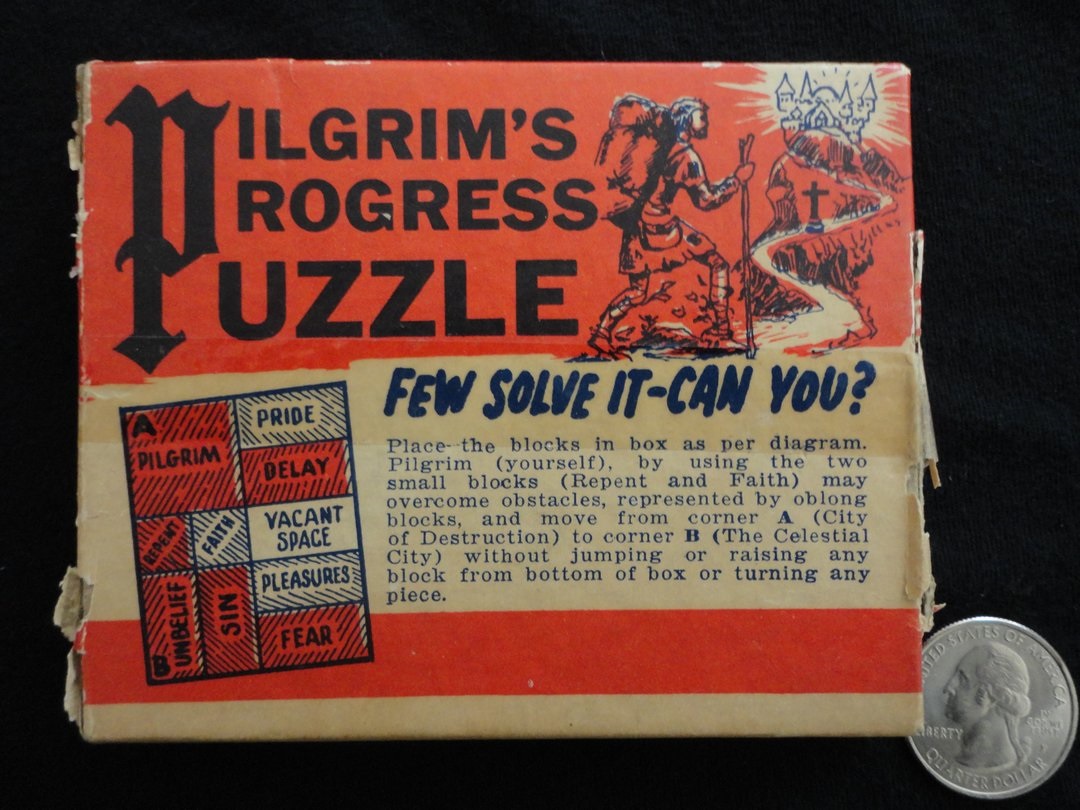 PILGRIM'S
PROGRESS
PUZZLE
FEW SOLVE IT-CAN YOU?
Place the blocks in box as per diagram.
Pilgrim (yourself), by using the two
small blocks (Repent and Faith) may
overcome obstacles, represented by oblong
blocks, and move from corner A (City
of Destruction) to corner B (The Celestial
City) without jumping or raising any
block from bottom of box or turning any
piece.
A
PILGRIM
PRIDE
DELAY
REPENT
FAITH
VACANT
SPACE
UNBELIEF
SIN
PLEASURES
FEAR
B
UNITED STATES OF AMERICA
LIBERTY
QUARTER DOLLAR